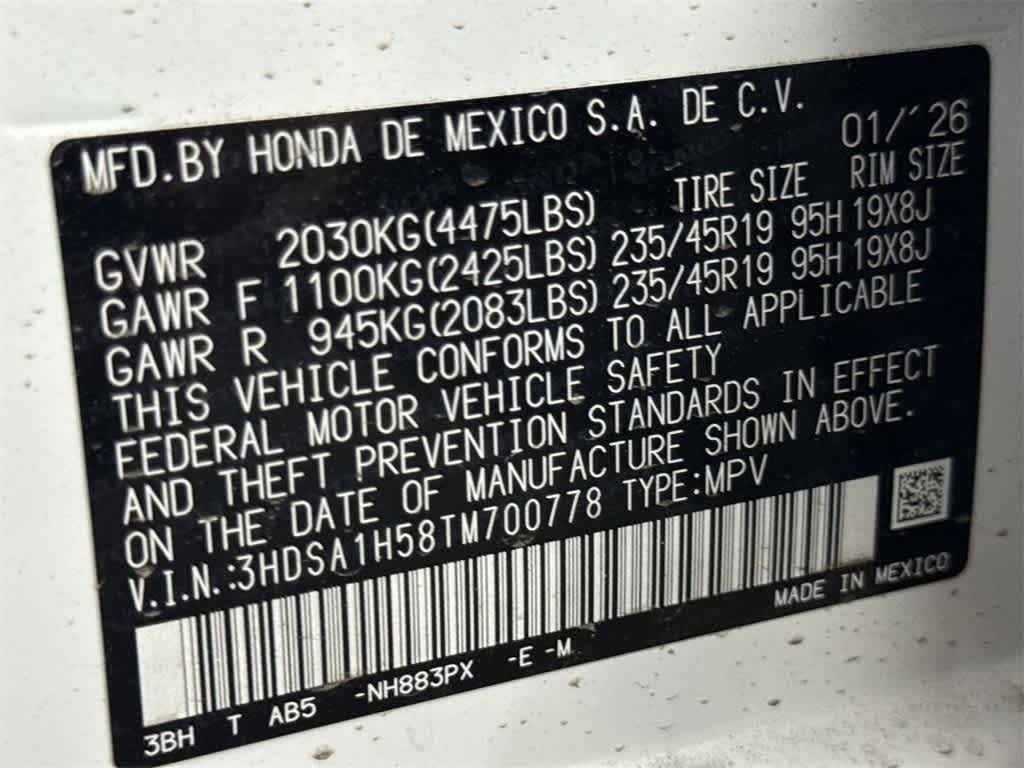 MFD.BY HONDA DE MEXICO S.A. DE C.V. 01/'26
TIRE SIZE RIM SIZE
GVWR 2030KG(4475LBS)
GAWR F 1100KG(2425LBS) 235/45R19 95H 19X8J
GAWR R 945KG(2083LBS) 235/45R19 95H 19X8J
THIS VEHICLE CONFORMS TO ALL APPLICABLE
FEDERAL MOTOR VEHICLE SAFETY
AND THEFT PREVENTION STANDARDS IN EFFECT
ON THE DATE OF MANUFACTURE SHOWN ABOVE.
V.I.N.:3HDSA1H58TM700778 TYPE:MPV
MADE IN MEXICO
3BH T AB5 -NH883PX -E -M